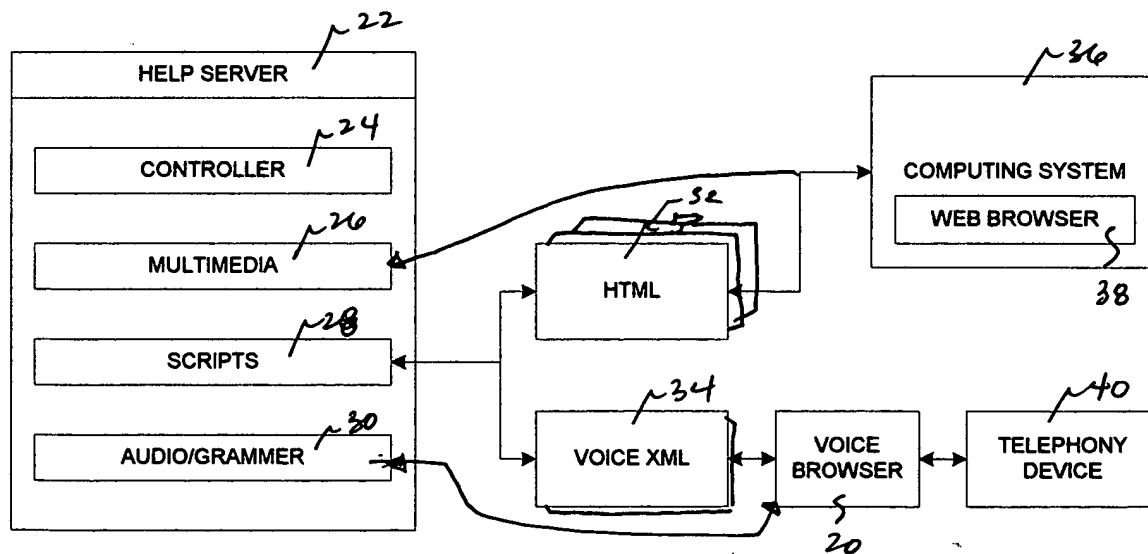 22
HELP SERVER
24
CONTROLLER
26
MULTIMEDIA
28
SCRIPTS
30
AUDIO/GRAMMER
32
HTML
34
VOICE XML
VOICE
BROWSER
20
36
COMPUTING SYSTEM
WEB BROWSER
38
40
TELEPHONY
DEVICE